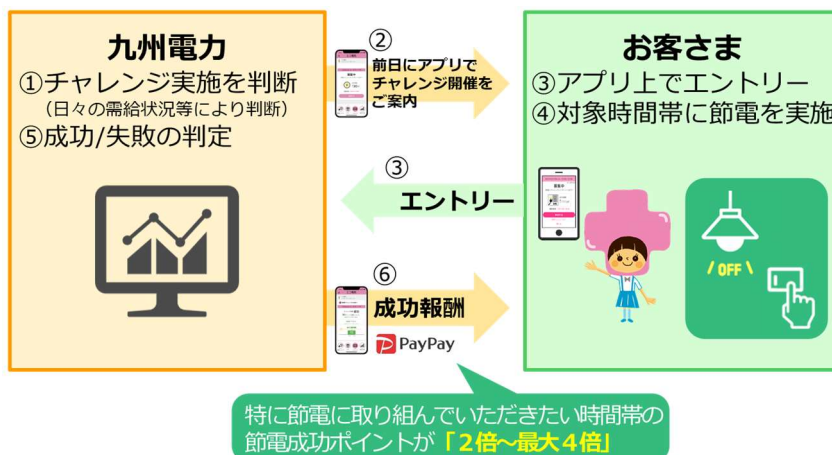 九州電力
①チャレンジ実施を判断
（日々の需給状況等により判断）
⑤成功/失敗の判定
②
前日にアプリで
チャレンジ開催を
ご案内
③
エントリー
⑥
成功報酬
PayPay
お客さま
③アプリ上でエントリー
④対象時間帯に節電を実施
OFF
特に節電に取り組んでいただきたい時間帯の
節電成功ポイントが「２倍～最大４倍」